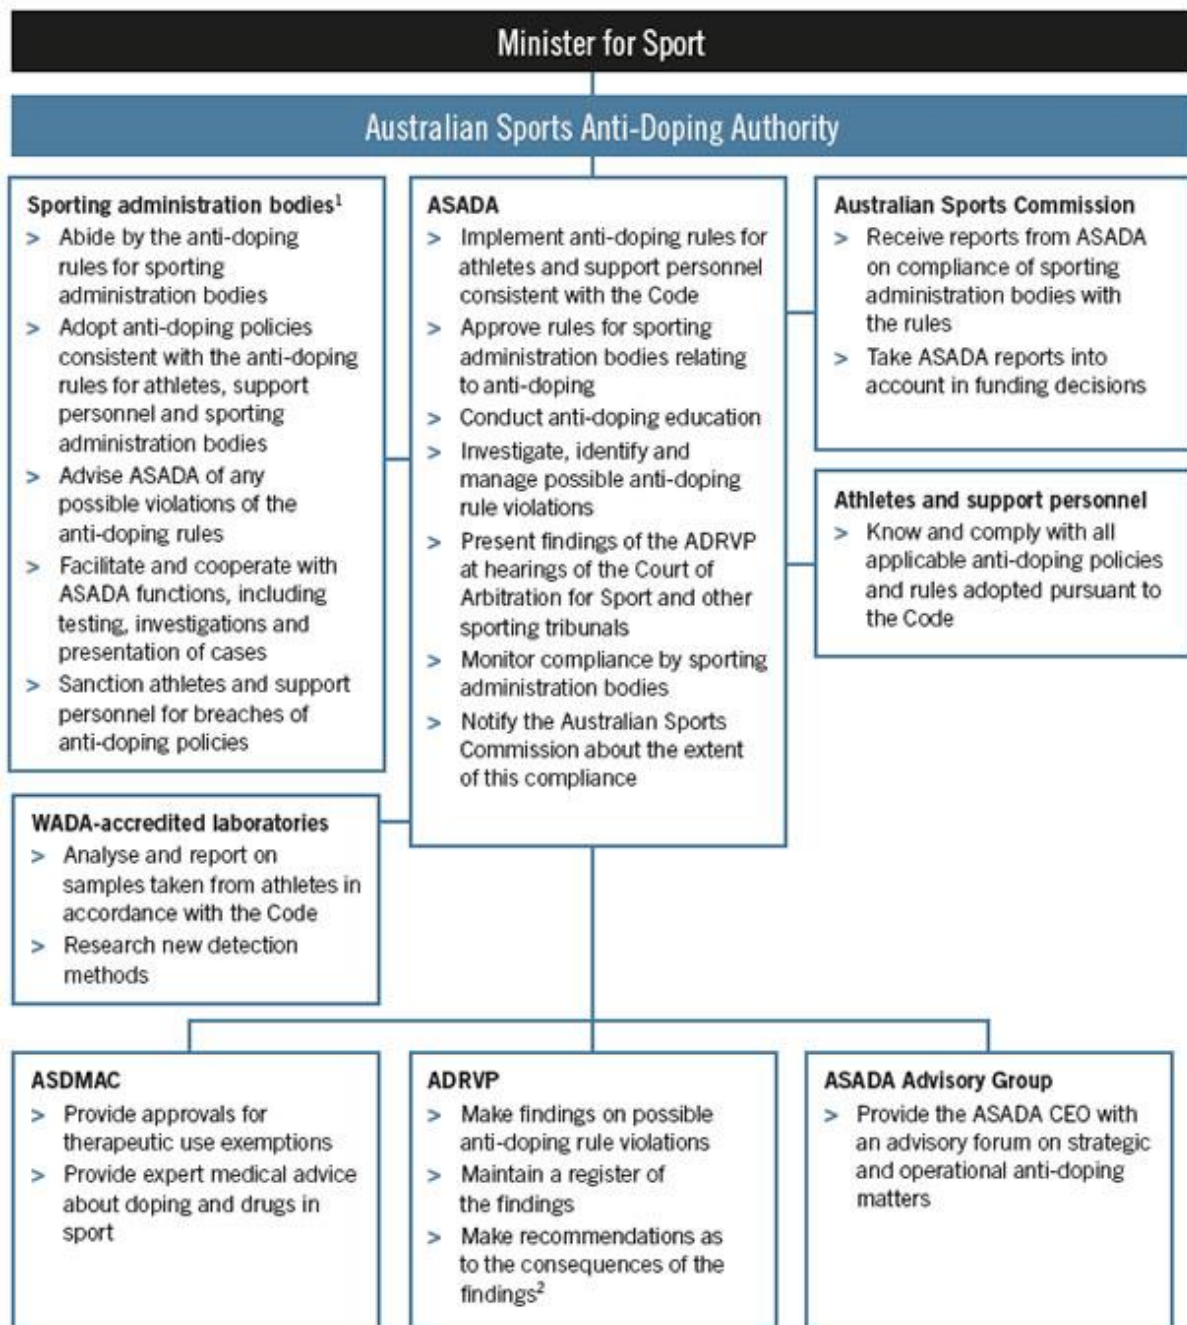 Minister for Sport
Australian Sports Anti-Doping Authority
Sporting administration bodies¹
> Abide by the anti-doping
rules for sporting
administration bodies
> Adopt anti-doping policies
consistent with the anti-doping
rules for athletes, support
personnel and sporting
administration bodies
> Advise ASADA of any
possible violations of the
anti-doping rules
> Facilitate and cooperate with
ASADA functions, including
testing, investigations and
presentation of cases
> Sanction athletes and support
personnel for breaches of
anti-doping policies
ASADA
> Implement anti-doping rules for
athletes and support personnel
consistent with the Code
> Approve rules for sporting
administration bodies relating
to anti-doping
> Conduct anti-doping education
> Investigate, identify and
manage possible anti-doping
rule violations
> Present findings of the ADRVP
at hearings of the Court of
Arbitration for Sport and other
sporting tribunals
> Monitor compliance by sporting
administration bodies
> Notify the Australian Sports
Commission about the extent
of this compliance
Australian Sports Commission
> Receive reports from ASADA
on compliance of sporting
administration bodies with
the rules
> Take ASADA reports into
account in funding decisions
Athletes and support personnel
> Know and comply with all
applicable anti-doping policies
and rules adopted pursuant to
the Code
WADA-accredited laboratories
> Analyse and report on
samples taken from athletes in
accordance with the Code
> Research new detection
methods
ASDMAC
> Provide approvals for
therapeutic use exemptions
> Provide expert medical advice
about doping and drugs in
sport
ADRVP
> Make findings on possible
anti-doping rule violations
> Maintain a register of
the findings
> Make recommendations as
to the consequences of the
findings²
ASADA Advisory Group
> Provide the ASADA CEO with
an advisory forum on strategic
and operational anti-doping
matters